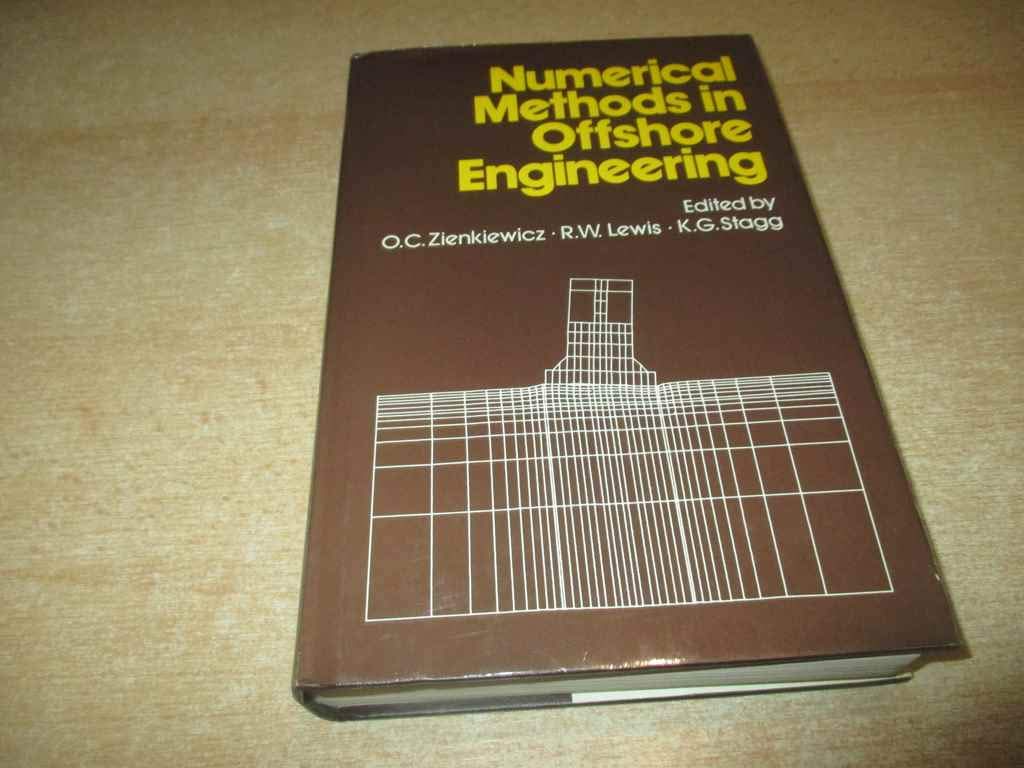 Numerical
Methods in
Offshore
Engineering
Edited by
O.C. Zienkiewicz · R.W. Lewis · K.G. Stagg